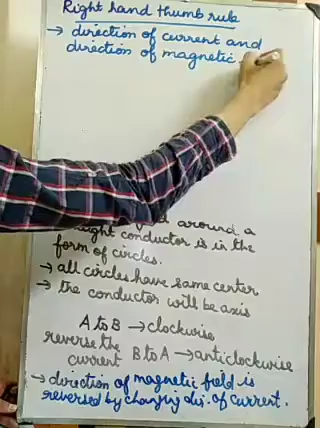 Right hand thumb rule
→ direction of current and
direction of magnetic
around a
straight conductor is in the
form of circles.
→ all circles have same center
→ the conductor will be axis
A to B → clockwise
reverse the
current B to A → anticlockwise
→ direction of magnetic field is
reversed by changing dir. of current.